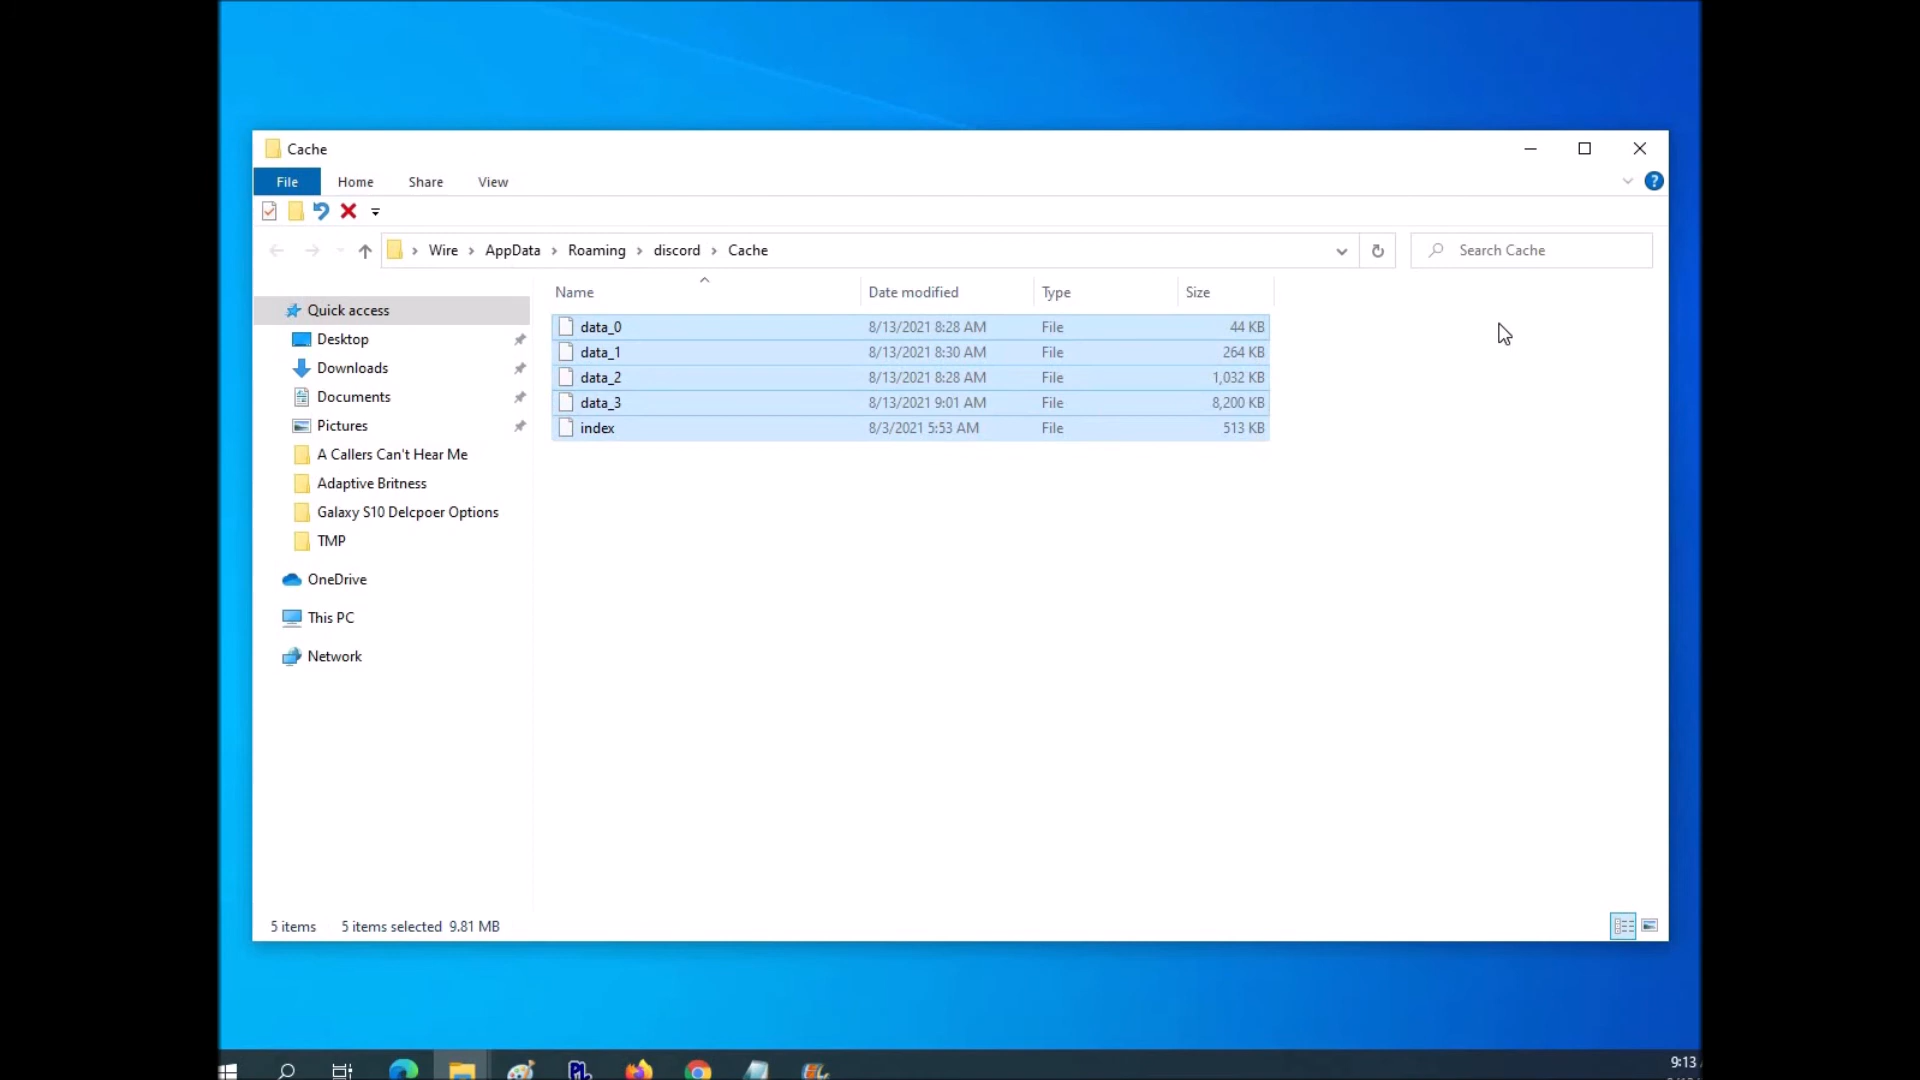 Cache
File Home Share View
Wire > AppData > Roaming > discord > Cache
Search Cache
Name Date modified Type Size
Quick access
Desktop
Downloads
Documents
Pictures
A Callers Can't Hear Me
Adaptive Britness
Galaxy S10 Delcpoer Options
TMP
OneDrive
This PC
Network
data_0 8/13/2021 8:28 AM File 44 KB
data_1 8/13/2021 8:30 AM File 264 KB
data_2 8/13/2021 8:28 AM File 1,032 KB
data_3 8/13/2021 9:01 AM File 8,200 KB
index 8/3/2021 5:53 AM File 513 KB
5 items 5 items selected 9.81 MB
9:13